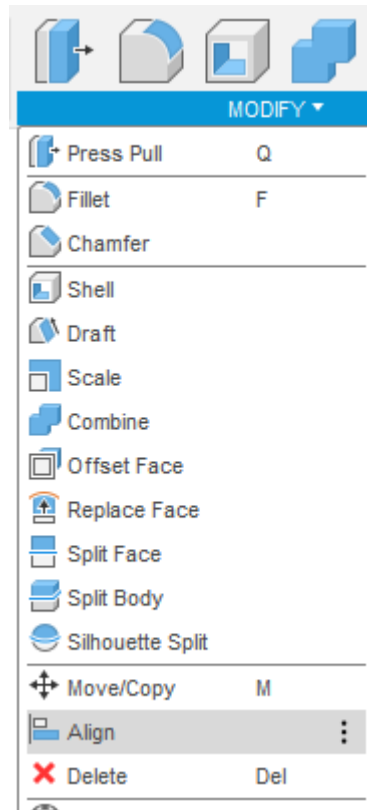 MODIFY ▼
Press Pull Q
Fillet F
Chamfer
Shell
Draft
Scale
Combine
Offset Face
Replace Face
Split Face
Split Body
Silhouette Split
Move/Copy M
Align
Delete Del